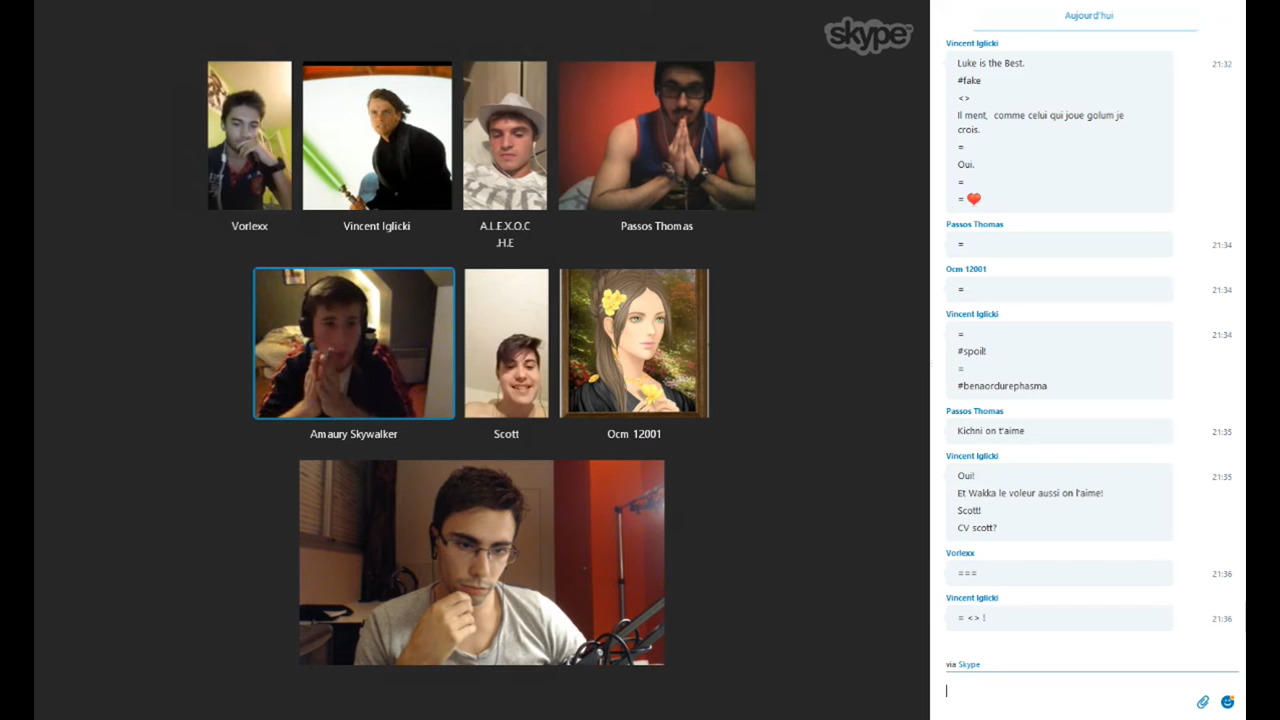 skype
Vorlexx
Vincent Iglicki
A.L.E.X.O.C
.H.E
Passos Thomas
Amaury Skywalker
Scott
Ocm 12001
Aujourd'hui
Vincent Iglicki
Luke is the Best.
21:32
#fake
<>
Il ment, comme celui qui joue golum je
crois.
=
Oui.
=
= ❤
Passos Thomas
=
21:34
Ocm 12001
=
21:34
Vincent Iglicki
=
21:34
#spoil!
=
#benaordurephasma
Passos Thomas
Kichni on t'aime
21:35
Vincent Iglicki
Oui!
21:35
Et Wakka le voleur aussi on l'aime!
Scott!
CV scott?
Vorlexx
===
21:36
Vincent Iglicki
= <> !
21:36
via Skype